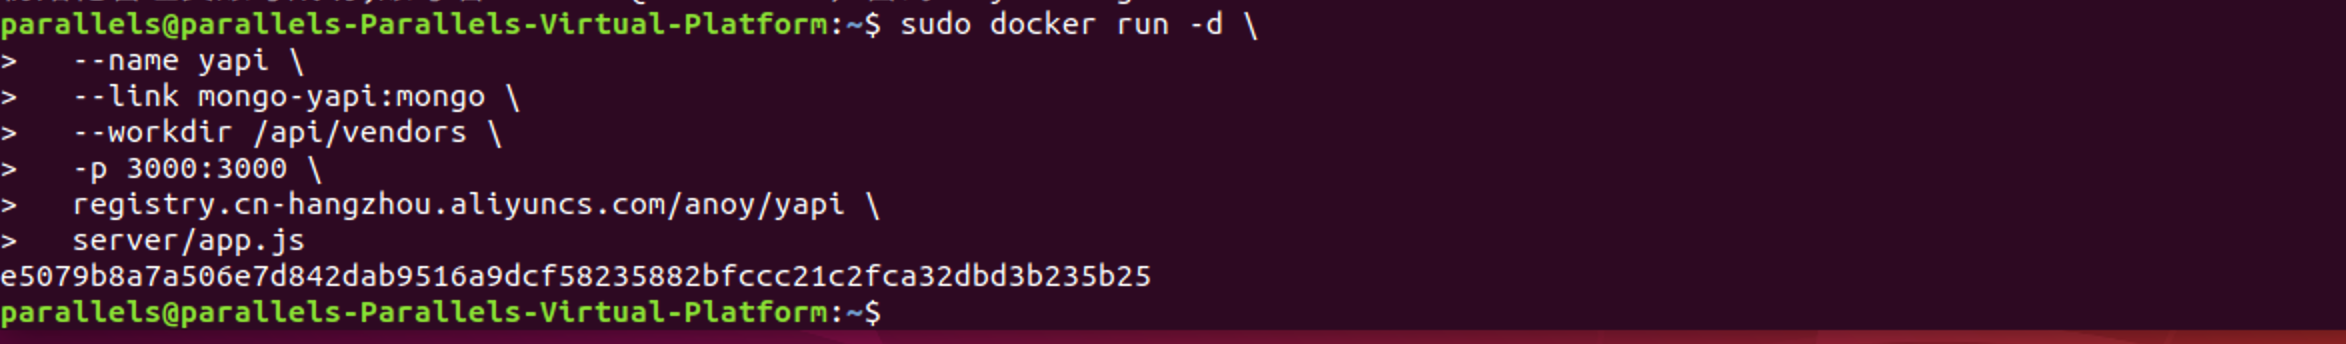 parallels@parallels-Parallels-Virtual-Platform:~$ sudo docker run -d \
>   --name yapi \
>   --link mongo-yapi:mongo \
>   --workdir /api/vendors \
>   -p 3000:3000 \
>   registry.cn-hangzhou.aliyuncs.com/anoy/yapi \
>   server/app.js
e5079b8a7a506e7d842dab9516a9dcf58235882bfccc21c2fca32dbd3b235b25
parallels@parallels-Parallels-Virtual-Platform:~$